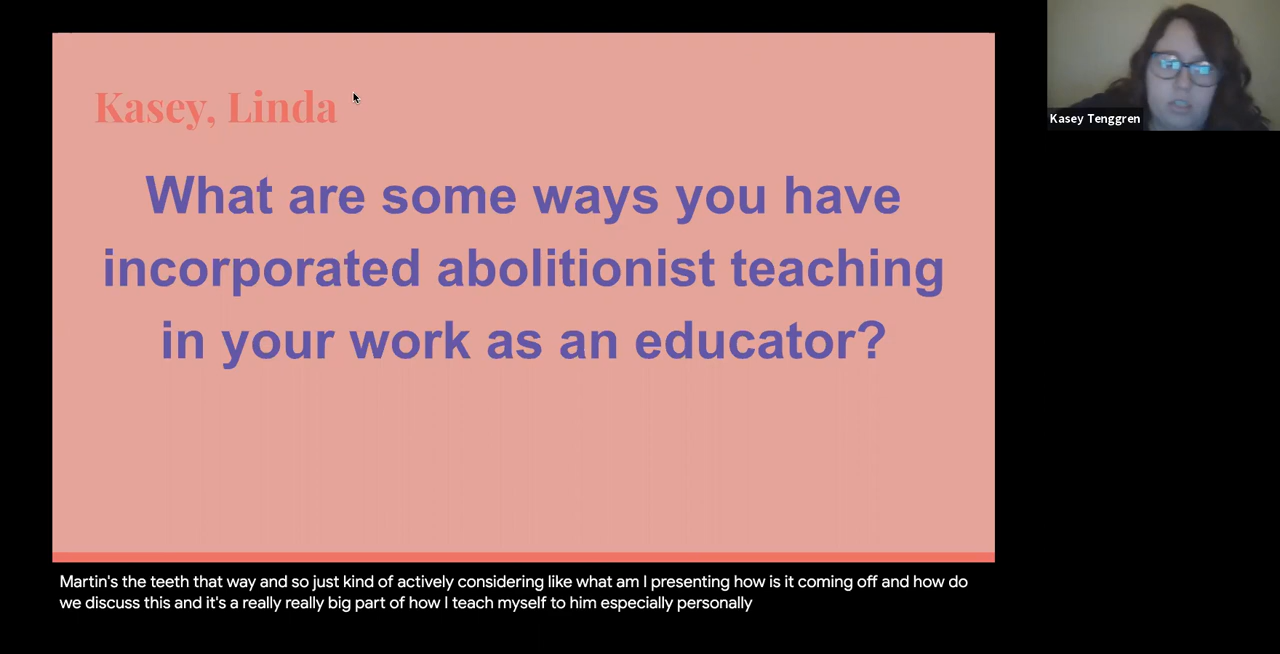 Kasey, Linda
What are some ways you have
incorporated abolitionist teaching
in your work as an educator?
Kasey Tenggren
Martin's the teeth that way and so just kind of actively considering like what am I presenting how is it coming off and how do
we discuss this and it's a really really big part of how I teach myself to him especially personally